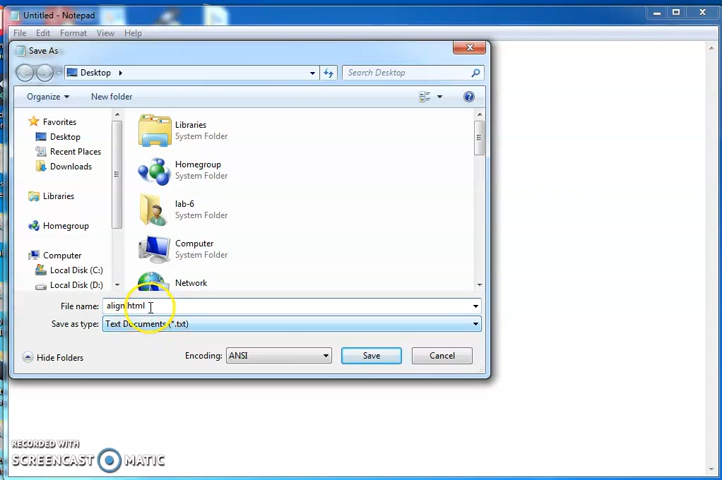 Untitled - Notepad
File Edit Format View Help
Save As
Desktop
Search Desktop
Organize New folder
Favorites
Desktop
Recent Places
Downloads
Libraries
Homegroup
Computer
Local Disk (C:)
Local Disk (D:)
Libraries
System Folder
Homegroup
System Folder
lab-6
System Folder
Computer
System Folder
Network
File name: align.html
Save as type: Text Documents (*.txt)
Hide Folders Encoding: ANSI Save Cancel
RECORDED WITH
SCREENCAST MATIC